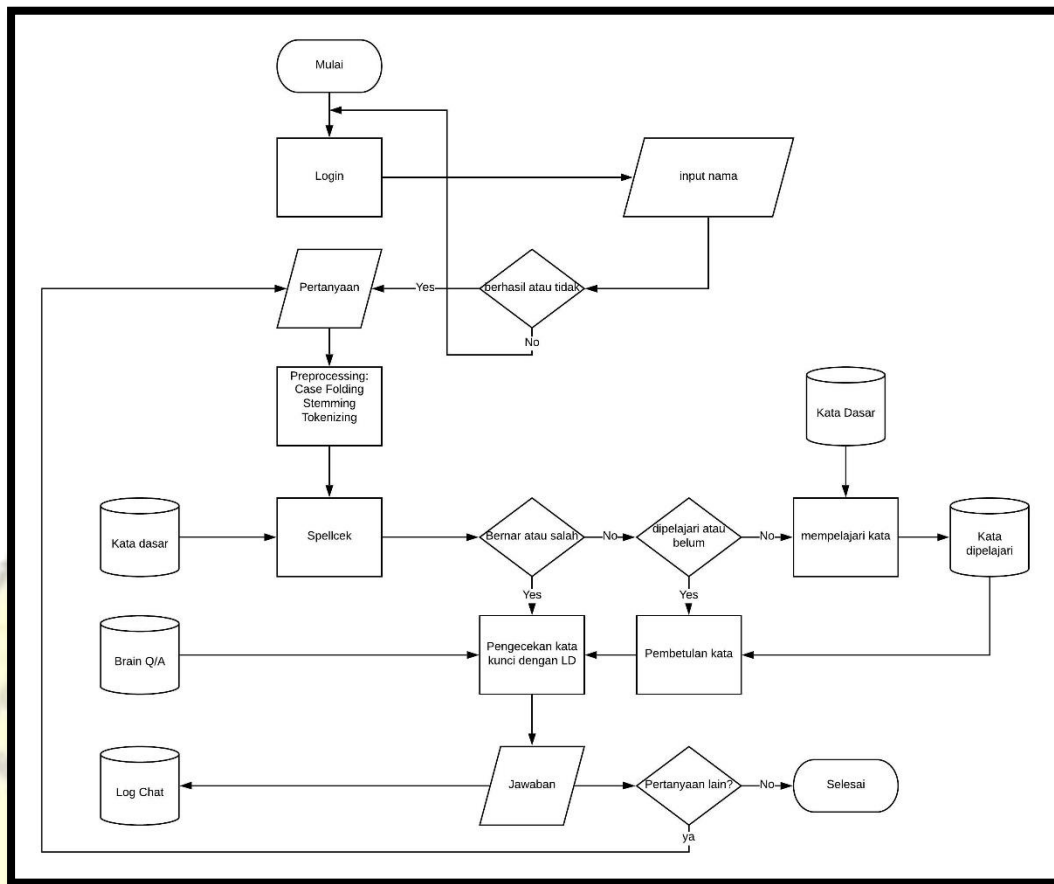 Mulai
Login
input nama
Pertanyaan
Yes
berhasil atau tidak
No
Preprocessing:
Case Folding
Stemming
Tokenizing
Kata Dasar
Kata dasar
Spellcek
Bernar atau salah
No
dipelajari atau
belum
No
mempelajari kata
Kata
dipelajari
Yes
Yes
Brain Q/A
Pengecekan kata
kunci dengan LD
Pembetulan kata
Log Chat
Jawaban
Pertanyaan lain?
No
Selesai
ya